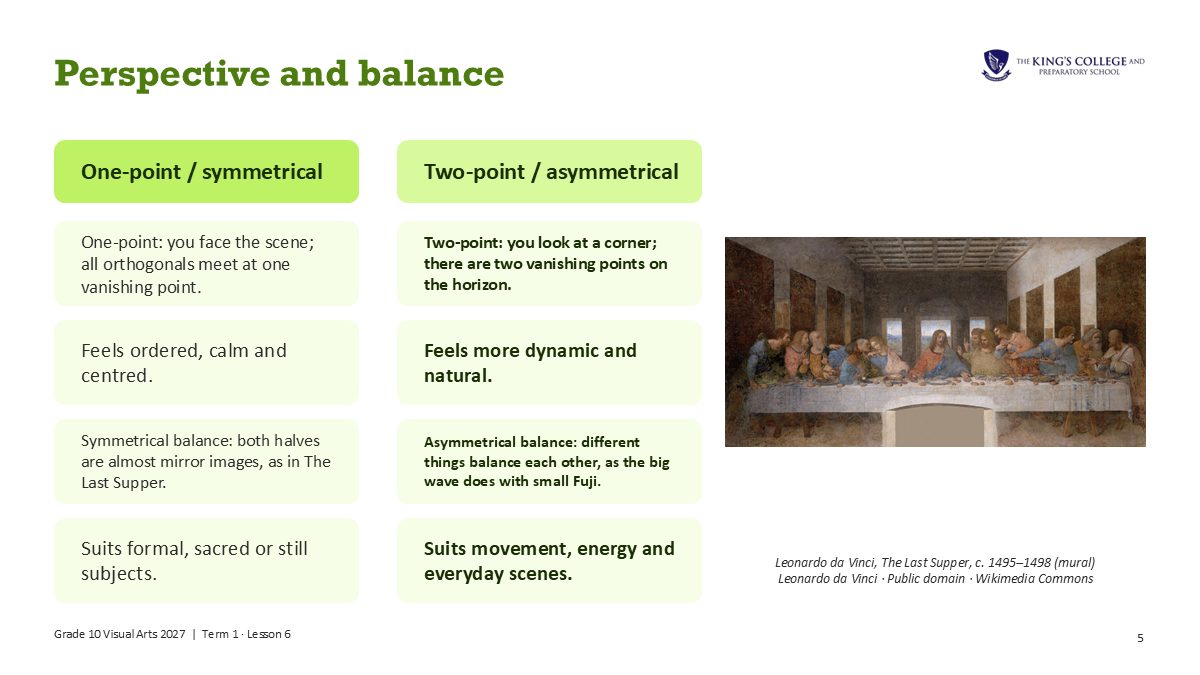 Perspective and balance
THE KING'S COLLEGE AND
PREPARATORY SCHOOL
One-point / symmetrical
Two-point / asymmetrical
One-point: you face the scene;
all orthogonals meet at one
vanishing point.
Two-point: you look at a corner;
there are two vanishing points on
the horizon.
Feels ordered, calm and
centred.
Feels more dynamic and
natural.
Symmetrical balance: both halves
are almost mirror images, as in The
Last Supper.
Asymmetrical balance: different
things balance each other, as the big
wave does with small Fuji.
Suits formal, sacred or still
subjects.
Suits movement, energy and
everyday scenes.
Leonardo da Vinci, The Last Supper, c. 1495–1498 (mural)
Leonardo da Vinci · Public domain · Wikimedia Commons
Grade 10 Visual Arts 2027 | Term 1 · Lesson 6
5